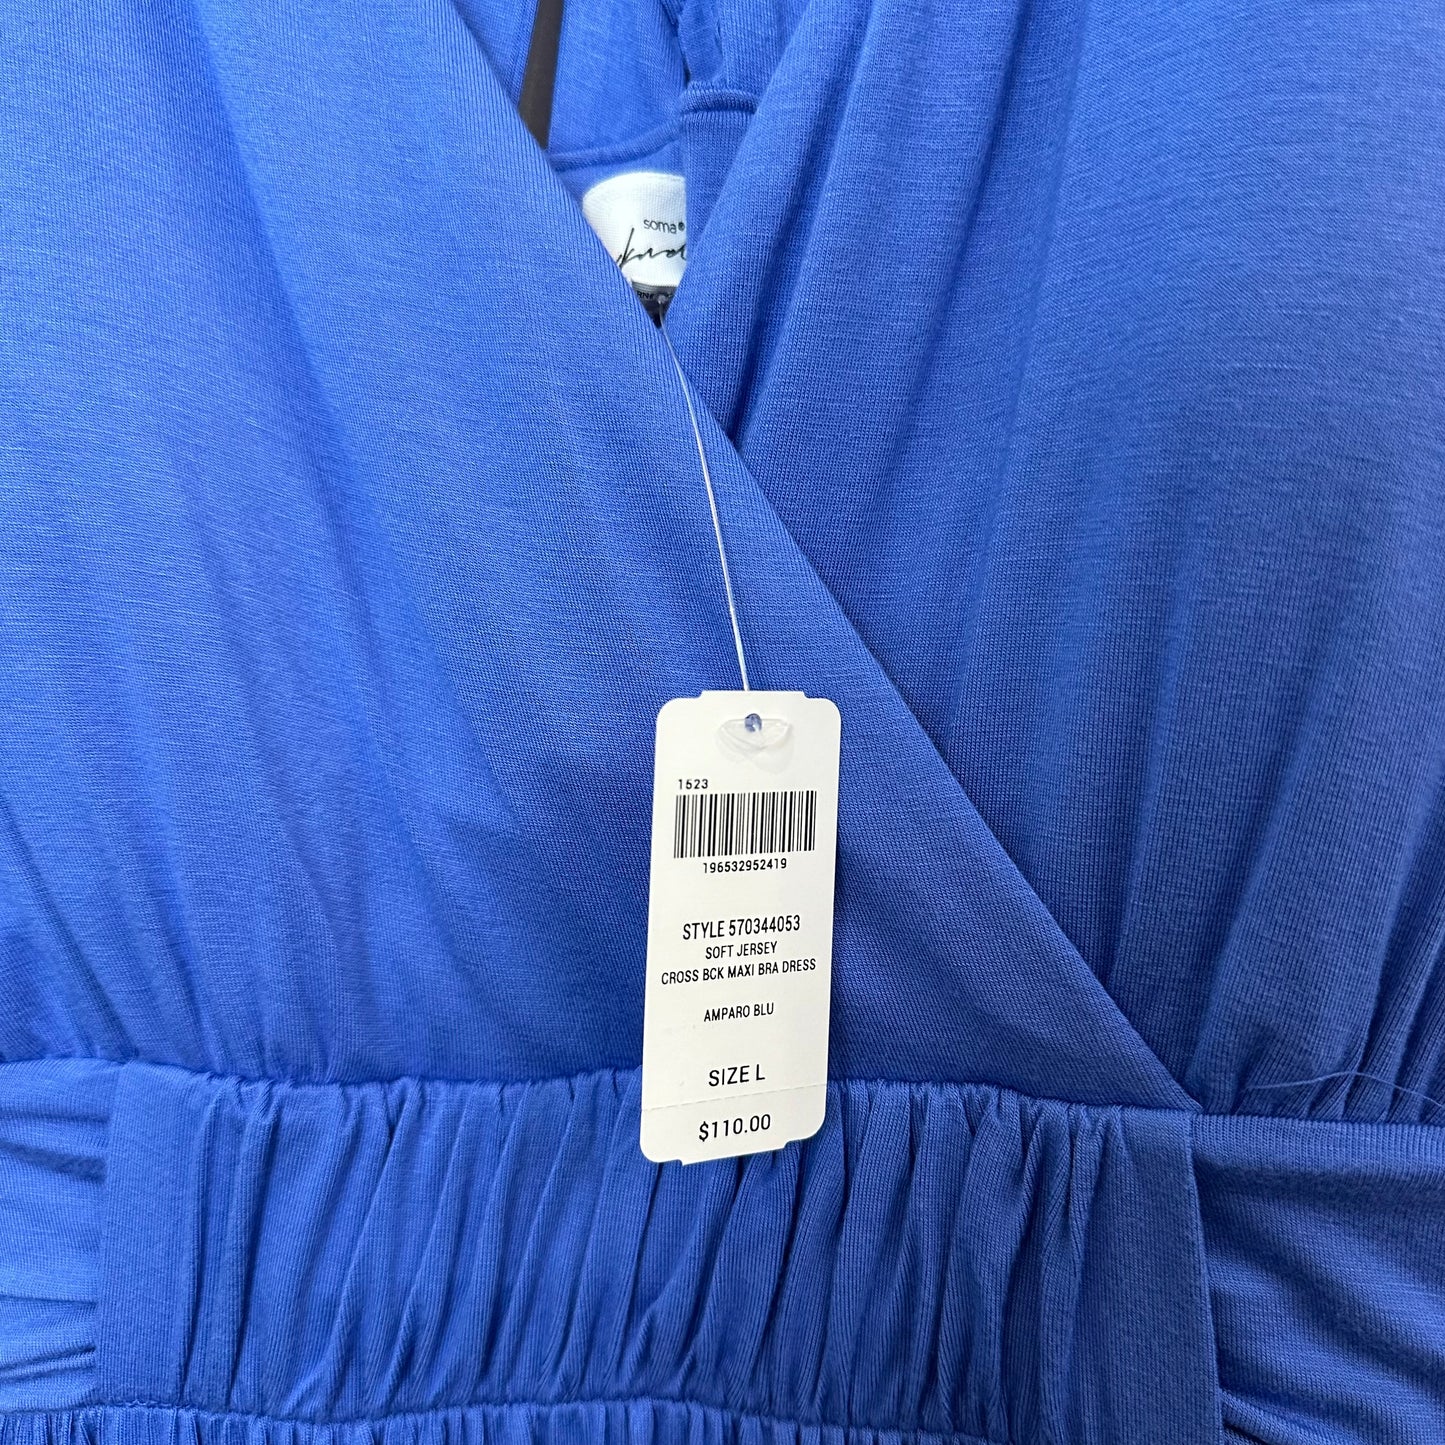 soma
1523
196532952419
STYLE 570344053
SOFT JERSEY
CROSS BCK MAXI BRA DRESS
AMPARO BLU
SIZE L
$110.00